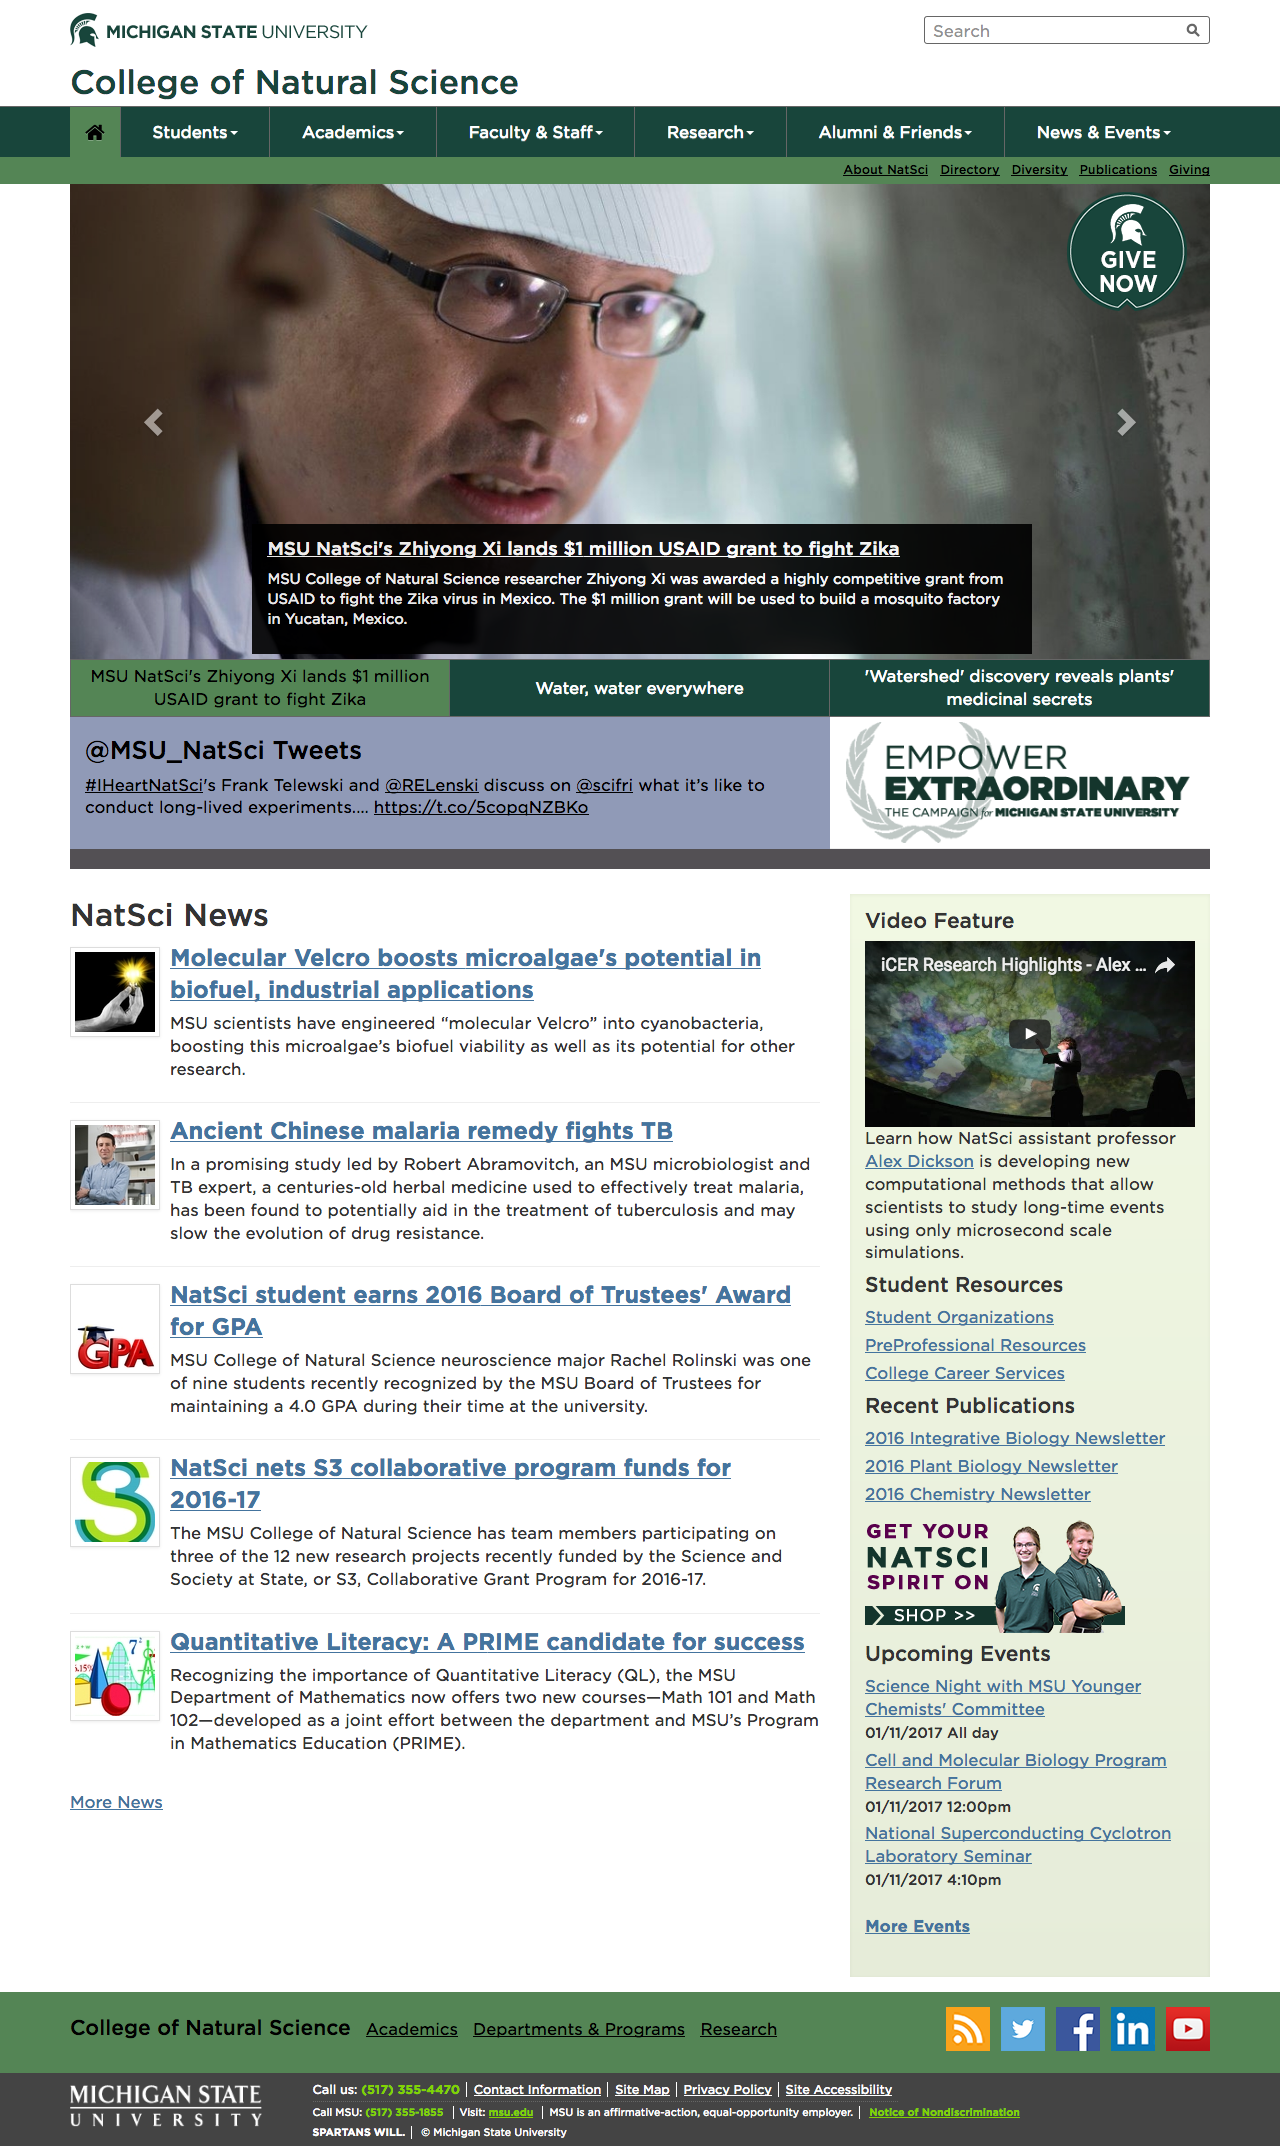 MICHIGAN STATE UNIVERSITY
Search
College of Natural Science
Students
Academics
Faculty & Staff
Research
Alumni & Friends
News & Events
About NatSci Directory Diversity Publications Giving
GIVE
NOW
MSU NatSci's Zhiyong Xi lands $1 million USAID grant to fight Zika
MSU College of Natural Science researcher Zhiyong Xi was awarded a highly competitive grant from
USAID to fight the Zika virus in Mexico. The $1 million grant will be used to build a mosquito factory
in Yucatan, Mexico.
MSU NatSci's Zhiyong Xi lands $1 million
USAID grant to fight Zika
Water, water everywhere
'Watershed' discovery reveals plants'
medicinal secrets
@MSU_NatSci Tweets
#IHeartNatSci's Frank Telewski and @RELenski discuss on @scifri what it’s like to
conduct long-lived experiments.... https://t.co/5copqNZBKo
EMPOWER
EXTRAORDINARY
THE CAMPAIGN for MICHIGAN STATE UNIVERSITY
NatSci News
Molecular Velcro boosts microalgae's potential in
biofuel, industrial applications
MSU scientists have engineered “molecular Velcro” into cyanobacteria,
boosting this microalgae’s biofuel viability as well as its potential for other
research.
Ancient Chinese malaria remedy fights TB
In a promising study led by Robert Abramovitch, an MSU microbiologist and
TB expert, a centuries-old herbal medicine used to effectively treat malaria,
has been found to potentially aid in the treatment of tuberculosis and may
slow the evolution of drug resistance.
GPA
NatSci student earns 2016 Board of Trustees' Award
for GPA
MSU College of Natural Science neuroscience major Rachel Rolinski was one
of nine students recently recognized by the MSU Board of Trustees for
maintaining a 4.0 GPA during their time at the university.
S3
NatSci nets S3 collaborative program funds for
2016-17
The MSU College of Natural Science has team members participating on
three of the 12 new research projects recently funded by the Science and
Society at State, or S3, Collaborative Grant Program for 2016-17.
Quantitative Literacy: A PRIME candidate for success
Recognizing the importance of Quantitative Literacy (QL), the MSU
Department of Mathematics now offers two new courses—Math 101 and Math
102—developed as a joint effort between the department and MSU’s Program
in Mathematics Education (PRIME).
More News
Video Feature
iCER Research Highlights - Alex ...
Learn how NatSci assistant professor
Alex Dickson is developing new
computational methods that allow
scientists to study long-time events
using only microsecond scale
simulations.
Student Resources
Student Organizations
PreProfessional Resources
College Career Services
Recent Publications
2016 Integrative Biology Newsletter
2016 Plant Biology Newsletter
2016 Chemistry Newsletter
GET YOUR
NATSCI
SPIRIT ON
SHOP >>
Upcoming Events
Science Night with MSU Younger
Chemists' Committee
01/11/2017 All day
Cell and Molecular Biology Program
Research Forum
01/11/2017 12:00pm
National Superconducting Cyclotron
Laboratory Seminar
01/11/2017 4:10pm
More Events
College of Natural Science Academics Departments & Programs Research
MICHIGAN STATE
UNIVERSITY
Call us: (517) 355-4470 | Contact Information | Site Map | Privacy Policy | Site Accessibility
Call MSU: (517) 355-1855 | Visit: msu.edu | MSU is an affirmative-action, equal-opportunity employer. | Notice of Nondiscrimination
SPARTANS WILL. | © Michigan State University